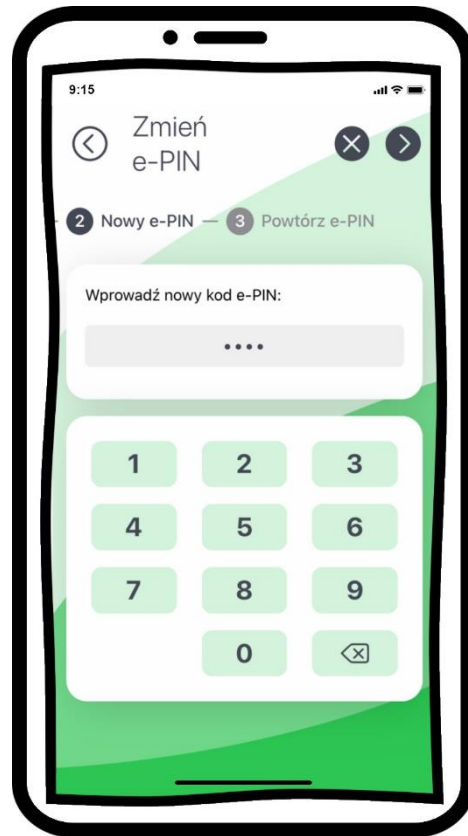 9:15
Zmień
e-PIN
2 Nowy e-PIN — 3 Powtórz e-PIN
Wprowadź nowy kod e-PIN:
••••
1 2 3
4 5 6
7 8 9
0